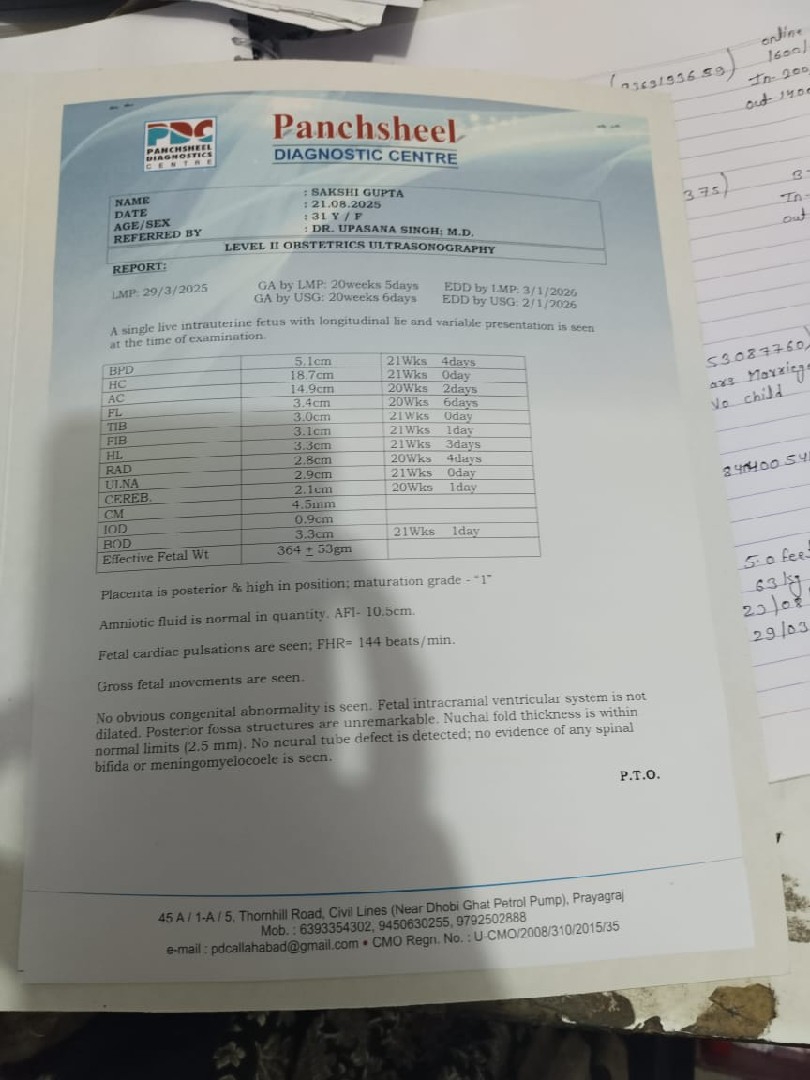 PDC
PANCHSHEEL
DIAGNOSTICS
CENTRE
Panchsheel
DIAGNOSTIC CENTRE
NAME : SAKSHI GUPTA
DATE : 21.08.2025
AGE/SEX : 31 Y / F
REFERRED BY : DR. UPASANA SINGH; M.D.
LEVEL II OBSTETRICS ULTRASONOGRAPHY
REPORT:
LMP: 29/3/2025 GA by LMP: 20weeks 5days EDD by LMP: 3/1/2026
GA by USG: 20weeks 6days EDD by USG: 2/1/2026
A single live intrauterine fetus with longitudinal lie and variable presentation is seen
at the time of examination.
BPD 5.1cm 21Wks 4days
HC 18.7cm 21Wks 0day
AC 14.9cm 20Wks 2days
FL 3.4cm 20Wks 6days
TIB 3.0cm 21Wks 0day
FIB 3.1cm 21Wks 1day
HL 3.3cm 21Wks 3days
RAD 2.8cm 20Wks 4days
ULNA 2.9cm 21Wks 0day
CEREB. 2.1cm 20Wks 1day
CM 4.5mm
IOD 0.9cm
BOD 3.3cm 21Wks 1day
Effective Fetal Wt 364 ± 53gm
Placenta is posterior & high in position; maturation grade - "1"
Amniotic fluid is normal in quantity. AFI- 10.5cm.
Fetal cardiac pulsations are seen; FHR= 144 beats/min.
Gross fetal movements are seen.
No obvious congenital abnormality is seen. Fetal intracranial ventricular system is not
dilated. Posterior fossa structures are unremarkable. Nuchal fold thickness is within
normal limits (2.5 mm). No neural tube defect is detected; no evidence of any spinal
bifida or meningomyelocoele is seen.
P.T.O.
45 A / 1-A / 5, Thornhill Road, Civil Lines (Near Dhobi Ghat Petrol Pump), Prayagraj
Mob. : 6393354302, 9450630255, 9792502888
e-mail : pdcallahabad@gmail.com • CMO Regn. No. : U-CMO/2008/310/2015/35
online
1600/
In
out
375)
In-
out
53087760
Marriage
No child
5.0 feet
63 kg
29/03